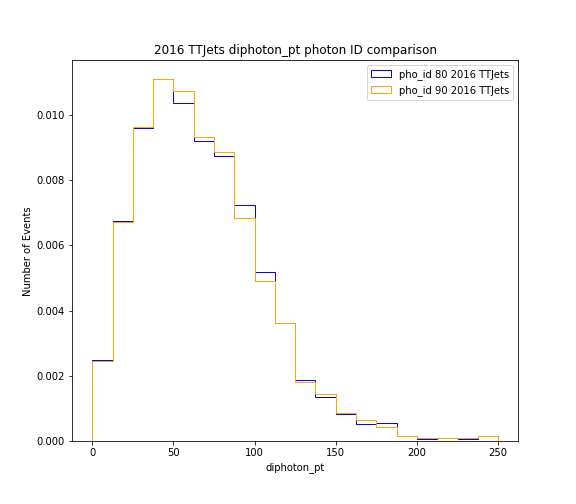 2016 TTJets diphoton_pt photon ID comparison
pho_id 80 2016 TTJets
pho_id 90 2016 TTJets
0.010
0.008
0.006
0.004
0.002
0.000
Number of Events
0 50 100 150 200 250
diphoton_pt